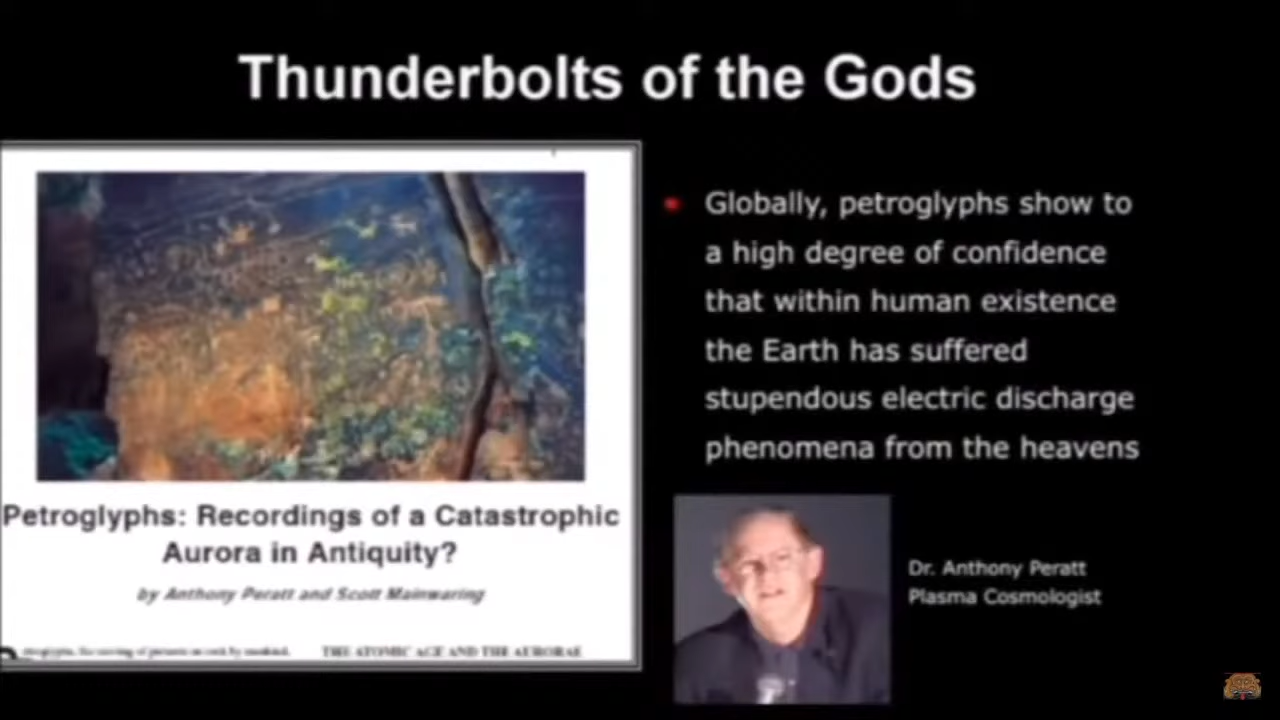 Thunderbolts of the Gods
Globally, petroglyphs show to
a high degree of confidence
that within human existence
the Earth has suffered
stupendous electric discharge
phenomena from the heavens
Petroglyphs: Recordings of a Catastrophic
Aurora in Antiquity?
by Anthony Peratt and Scott Mainwaring
THE ATOMIC AGE AND THE AURORAE
Dr. Anthony Peratt
Plasma Cosmologist